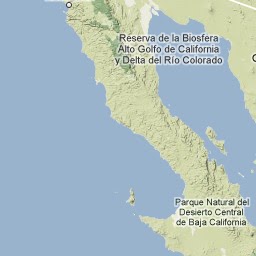 Reserva de la Biosfera
Alto Golfo de California
y Delta del Río Colorado
Parque Natural del
Desierto Central
de Baja California